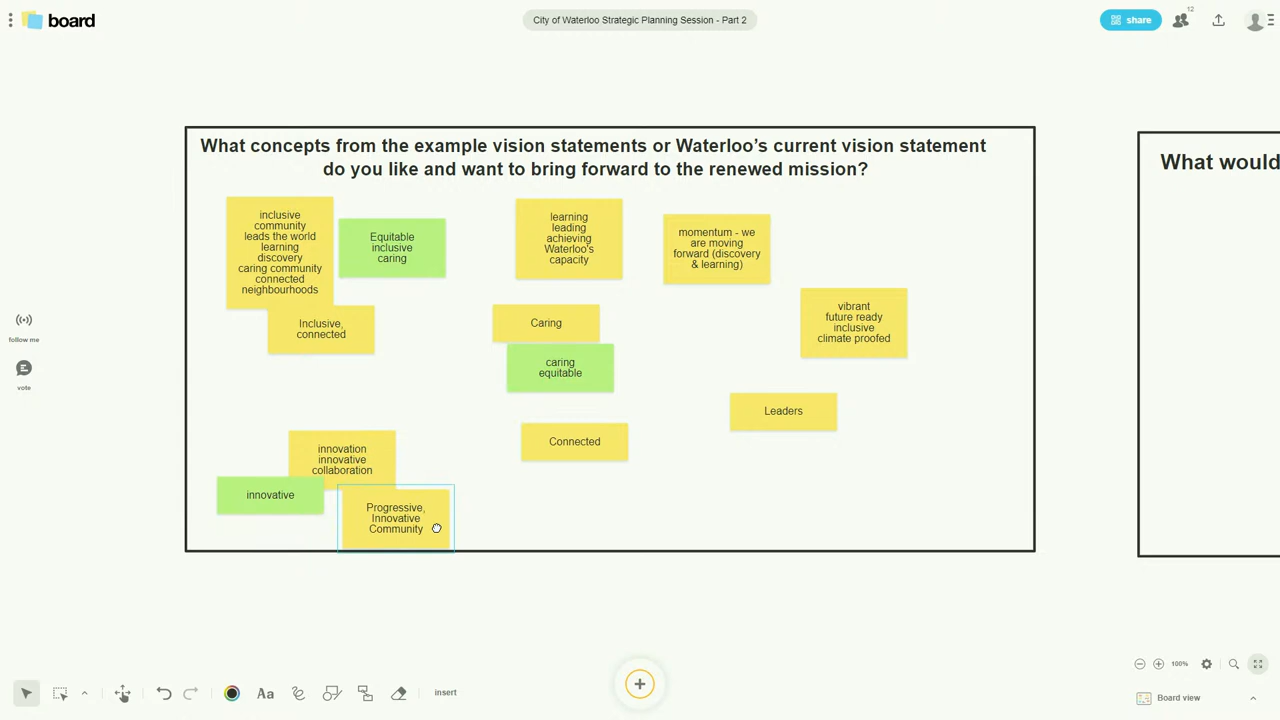 board
City of Waterloo Strategic Planning Session - Part 2
share
12
What concepts from the example vision statements or Waterloo's current vision statement
do you like and want to bring forward to the renewed mission?
What would
inclusive
community
leads the world
learning
discovery
caring community
connected
neighbourhoods
Equitable
inclusive
caring
learning
leading
achieving
Waterloo's
capacity
momentum - we
are moving
forward (discovery
& learning)
Inclusive,
connected
Caring
vibrant
future ready
inclusive
climate proofed
caring
equitable
Leaders
Connected
innovation
innovative
collaboration
innovative
Progressive,
Innovative
Community
follow me
vote
Aa
insert
100%
Board view